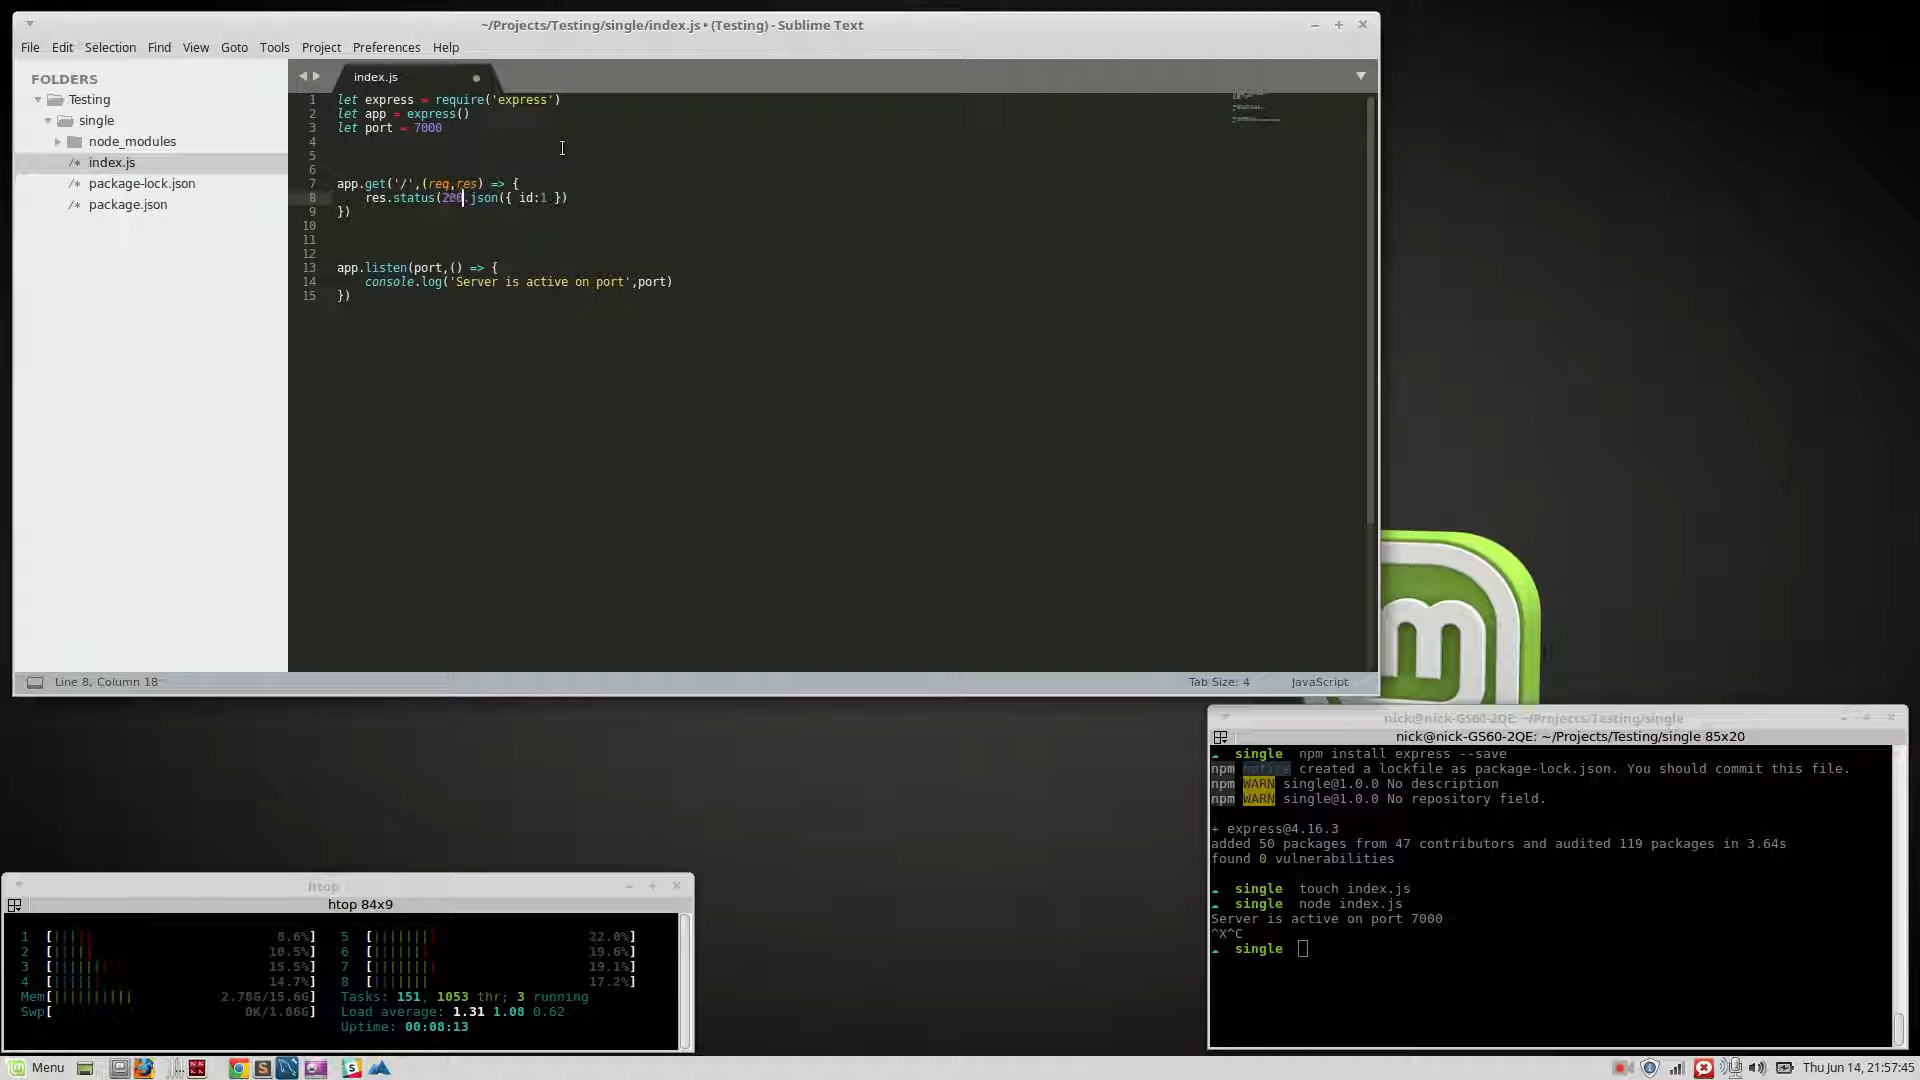 ~/Projects/Testing/single/index.js • (Testing) - Sublime Text
File Edit Selection Find View Goto Tools Project Preferences Help
FOLDERS
Testing
single
node_modules
index.js
package-lock.json
package.json
index.js
1 let express = require('express')
2 let app = express()
3 let port = 7000
4
5
6
7 app.get('/',(req,res) => {
8 res.status(200.json({ id:1 })
9 })
10
11
12
13 app.listen(port,() => {
14 console.log('Server is active on port',port)
15 })
Line 8, Column 18
Tab Size: 4 JavaScript
nick@nick-GS60-2QE: ~/Projects/Testing/single
nick@nick-GS60-2QE: ~/Projects/Testing/single 85x20
single npm install express --save
npm notice created a lockfile as package-lock.json. You should commit this file.
npm WARN single@1.0.0 No description
npm WARN single@1.0.0 No repository field.
+ express@4.16.3
added 50 packages from 47 contributors and audited 119 packages in 3.64s
found 0 vulnerabilities
single touch index.js
single node index.js
Server is active on port 7000
^X^C
single
htop
htop 84x9
1 [ 8.6%] 5 [ 22.0%]
2 [ 10.5%] 6 [ 19.6%]
3 [ 15.5%] 7 [ 19.1%]
4 [ 14.7%] 8 [ 17.2%]
Mem[ 2.78G/15.6G] Tasks: 151, 1053 thr; 3 running
Swp[ 0K/1.86G] Load average: 1.31 1.08 0.62
Uptime: 00:08:13
Menu
Thu Jun 14, 21:57:45